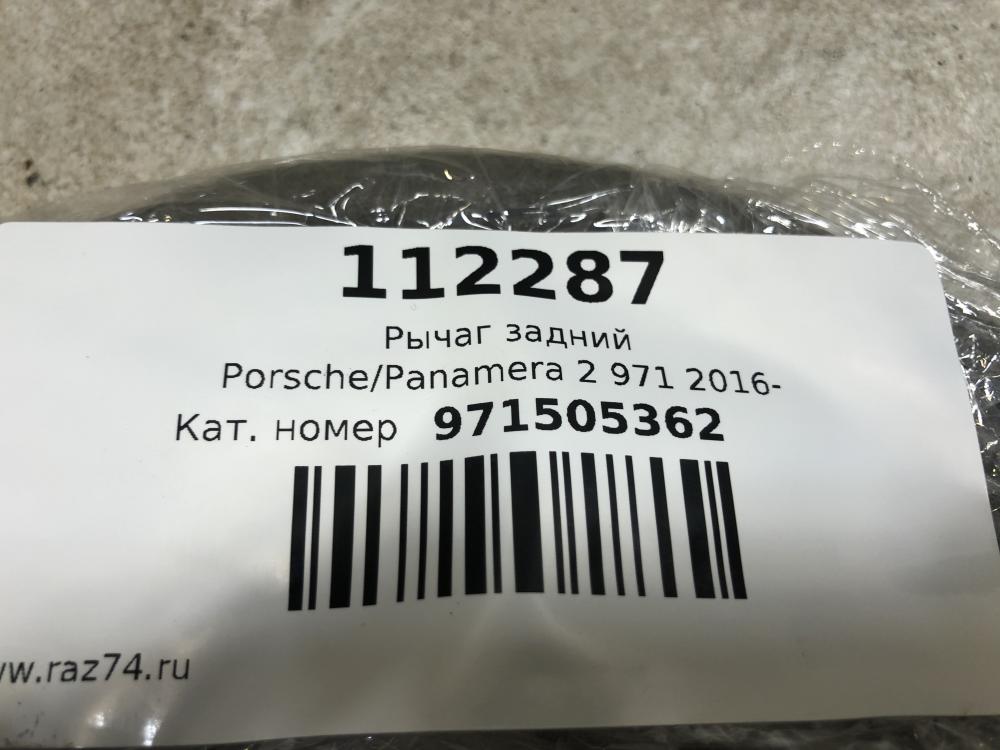 112287
Рычаг задний
Porsche/Panamera 2 971 2016-
Кат. номер 971505362
w.raz74.ru